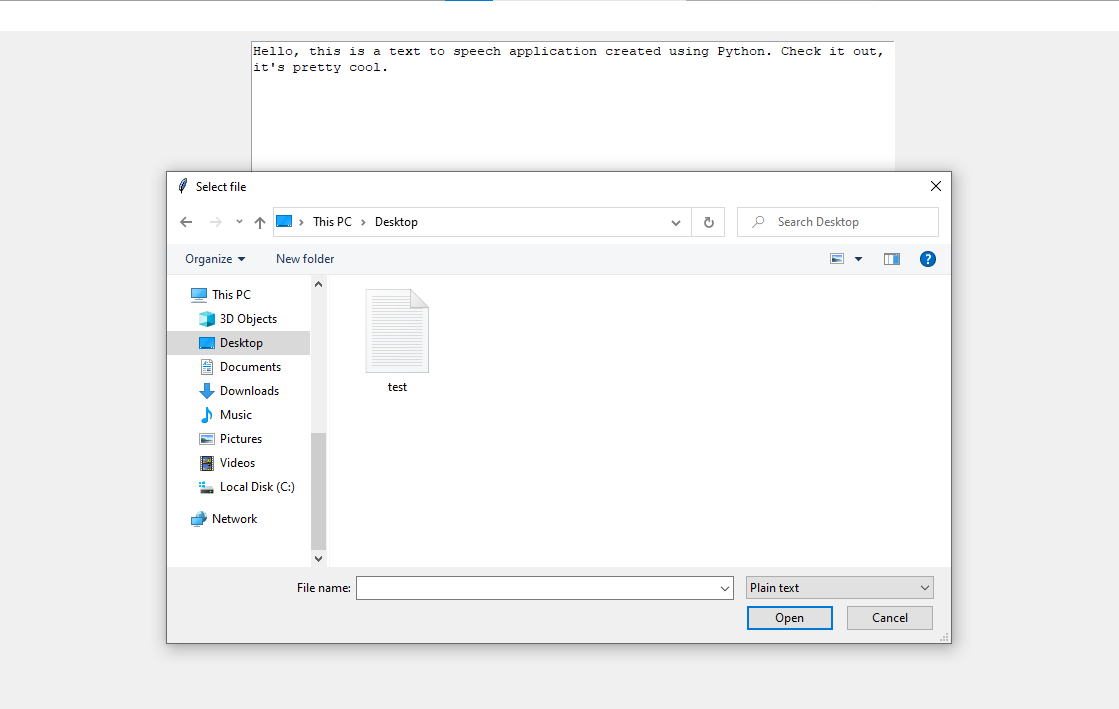 Hello, this is a text to speech application created using Python. Check it out,
it's pretty cool.
Select file
This PC
Desktop
Search Desktop
Organize
New folder
?
This PC
3D Objects
Desktop
Documents
Downloads
Music
Pictures
Videos
Local Disk (C:)
Network
test
File name:
Plain text
Open
Cancel